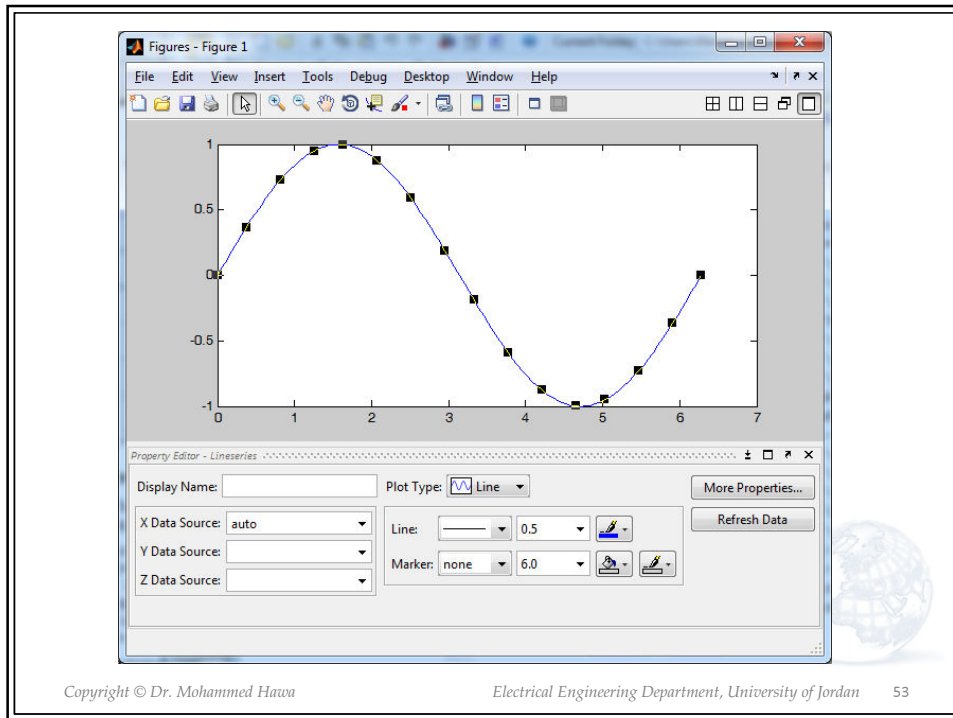 Figures - Figure 1
File Edit View Insert Tools Debug Desktop Window Help
1
0.5
0
-0.5
-1
0 1 2 3 4 5 6 7
Property Editor - Lineseries
Display Name: Plot Type: Line More Properties...
X Data Source: auto Line: 0.5 Refresh Data
Y Data Source: Marker: none 6.0
Z Data Source:
Copyright © Dr. Mohammed Hawa Electrical Engineering Department, University of Jordan 53